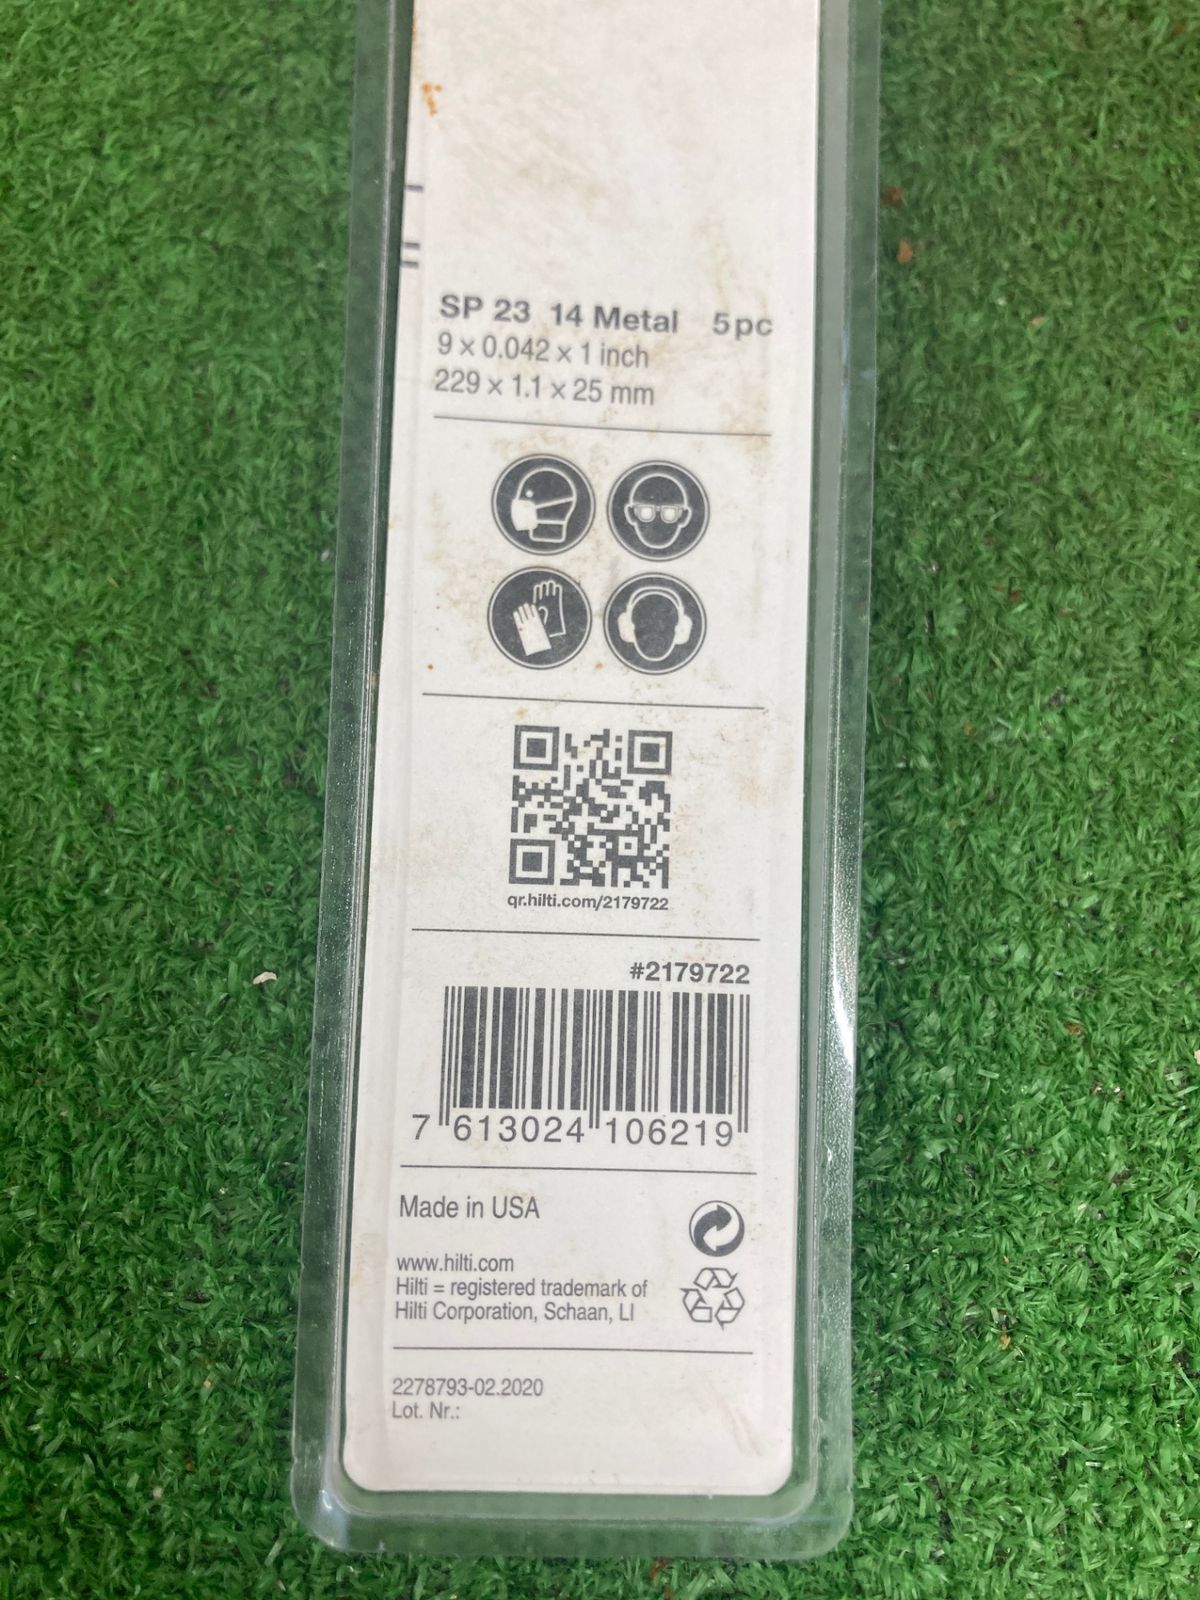 SP 23 14 Metal 5 pc
9 x 0.042 x 1 inch
229 x 1.1 x 25 mm
qr.hilti.com/2179722
#2179722
7 613024 106219
Made in USA
www.hilti.com
Hilti = registered trademark of
Hilti Corporation, Schaan, LI
2278793-02.2020
Lot. Nr.: